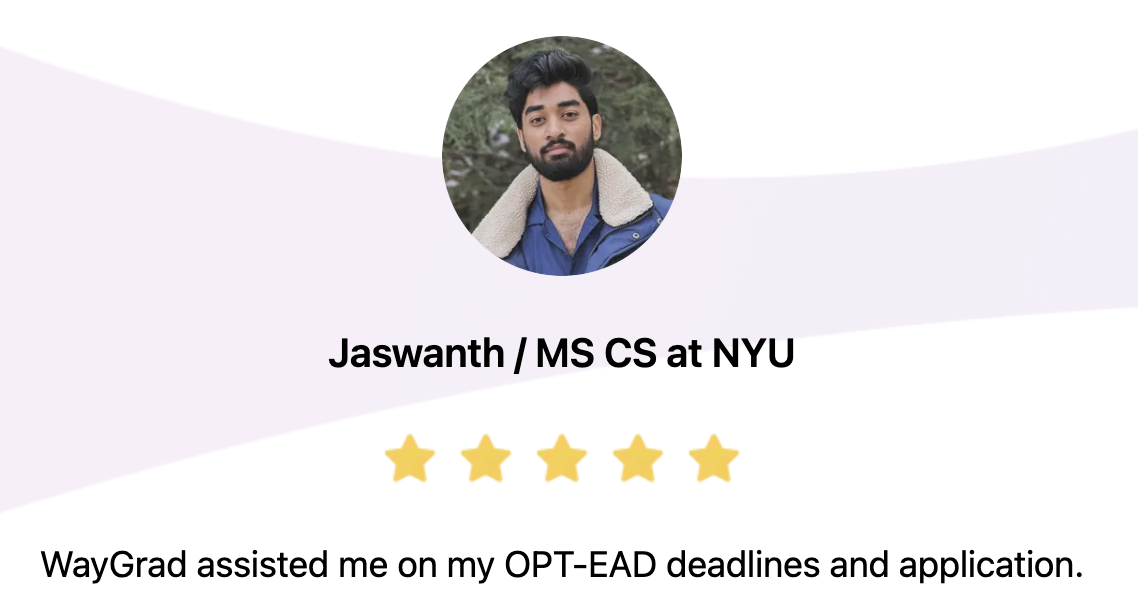 Jaswanth / MS CS at NYU
WayGrad assisted me on my OPT-EAD deadlines and application.